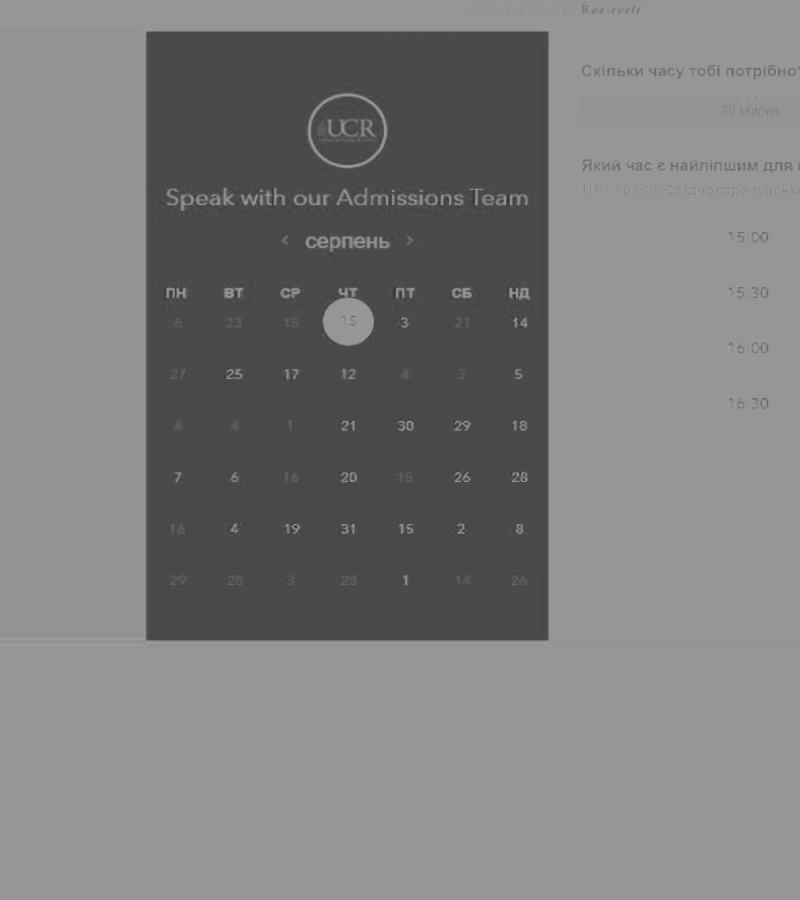 University College Roosevelt
UCR
Speak with our Admissions Team
‹ серпень ›
ПН ВТ СР ЧТ ПТ СБ НД
6 23 15 15 3 21 14
27 25 17 12 4 3 5
4 4 1 21 30 29 18
7 6 16 20 15 26 28
16 4 19 31 15 2 8
29 28 3 28 1 14 26
Скільки часу тобі потрібно?
30 хвилин
Який час є найліпшим для
UTC +03:00 Східноєвропейськ
15:00
15:30
16:00
16:30